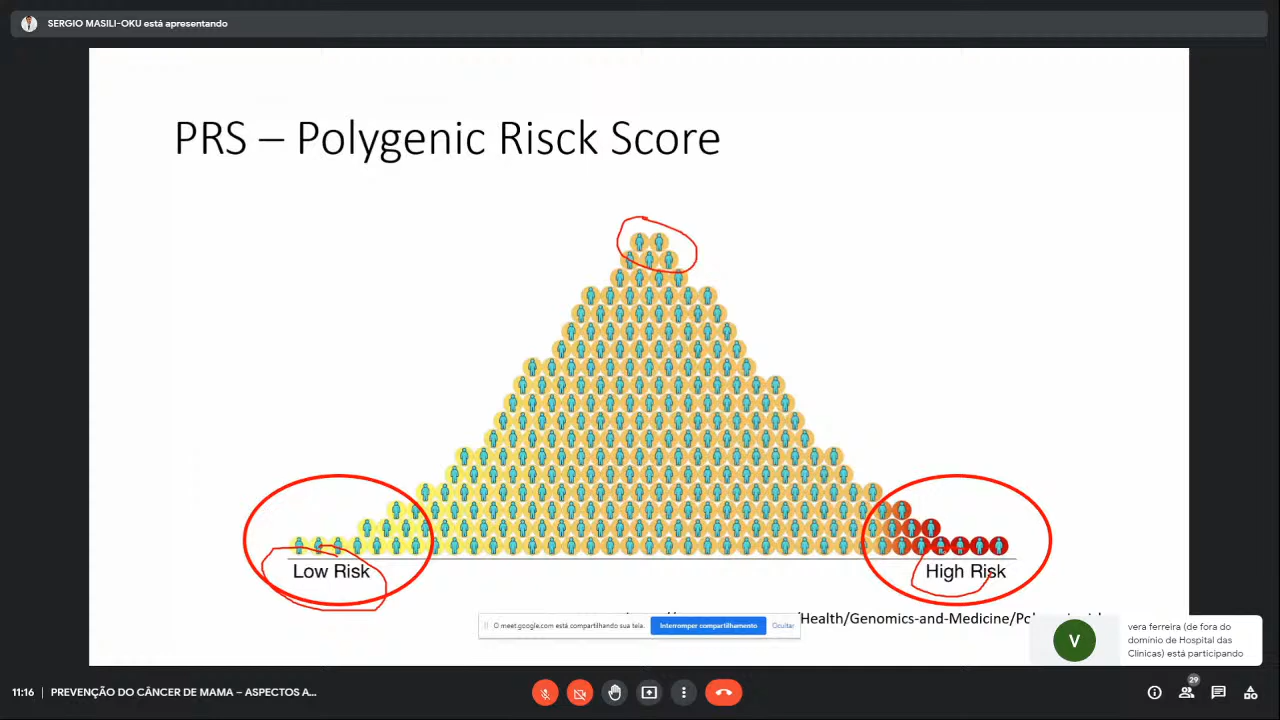 SERGIO MASILI-OKU está apresentando
PRS – Polygenic Risck Score
Low Risk
High Risk
/Health/Genomics-and-Medicine/Po
O meet.google.com está compartilhando sua tela.
Interromper compartilhamento
Ocultar
V
vera ferreira (de fora do
domínio de Hospital das
Clínicas) está participando
11:16
PREVENÇÃO DO CÂNCER DE MAMA – ASPECTOS A...
29